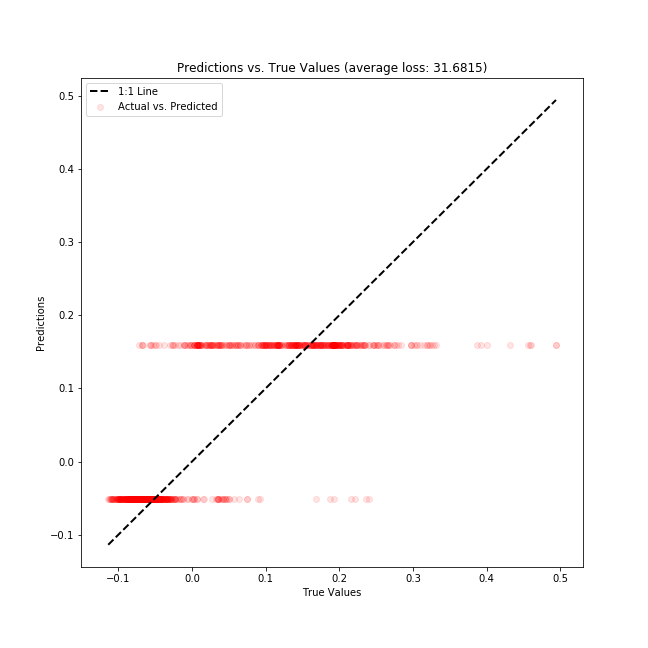 Predictions vs. True Values (average loss: 31.6815)
1:1 Line
Actual vs. Predicted
0.5
0.4
0.3
0.2
0.1
0.0
−0.1
Predictions
−0.1 0.0 0.1 0.2 0.3 0.4 0.5
True Values